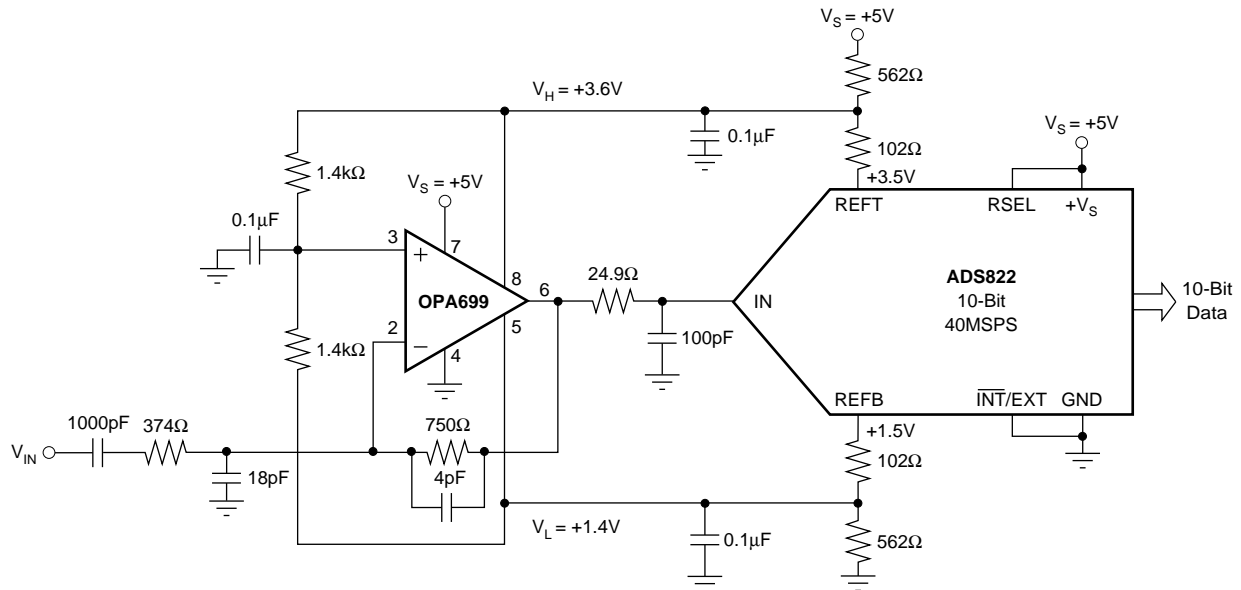 V_S = +5V
562Ω
V_H = +3.6V
0.1μF
102Ω
+3.5V
V_S = +5V
1.4kΩ
V_S = +5V
REFT
RSEL
+V_S
0.1μF
3
+
7
8
OPA699
6
24.9Ω
IN
ADS822
10-Bit
40MSPS
10-Bit
Data
2
−
5
4
1.4kΩ
100pF
REFB
INT/EXT
GND
1000pF
374Ω
750Ω
+1.5V
V_IN
18pF
4pF
102Ω
V_L = +1.4V
0.1μF
562Ω